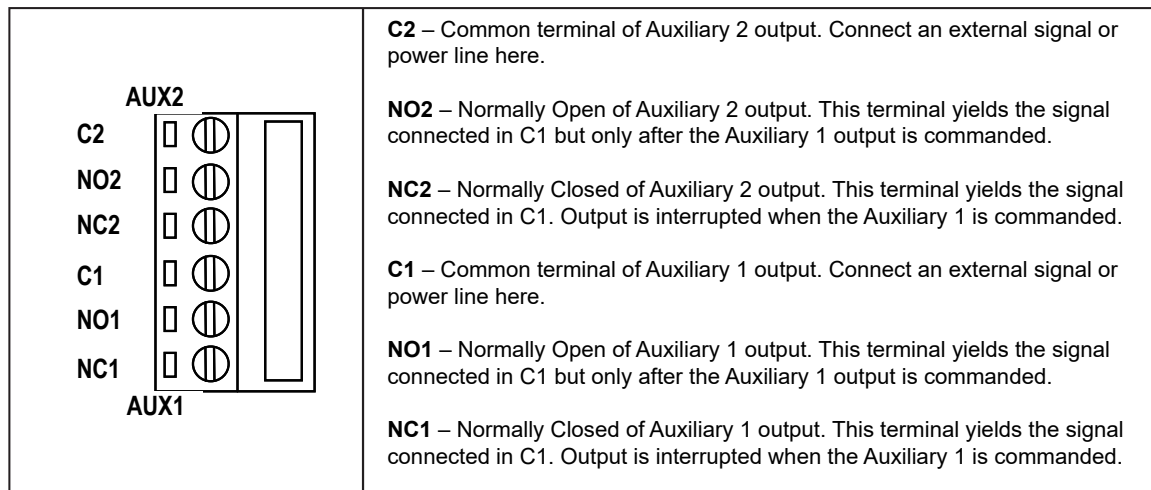 AUX2
C2
NO2
NC2
C1
NO1
NC1
AUX1
C2 – Common terminal of Auxiliary 2 output. Connect an external signal or
power line here.
NO2 – Normally Open of Auxiliary 2 output. This terminal yields the signal
connected in C1 but only after the Auxiliary 1 output is commanded.
NC2 – Normally Closed of Auxiliary 2 output. This terminal yields the signal
connected in C1. Output is interrupted when the Auxiliary 1 is commanded.
C1 – Common terminal of Auxiliary 1 output. Connect an external signal or
power line here.
NO1 – Normally Open of Auxiliary 1 output. This terminal yields the signal
connected in C1 but only after the Auxiliary 1 output is commanded.
NC1 – Normally Closed of Auxiliary 1 output. This terminal yields the signal
connected in C1. Output is interrupted when the Auxiliary 1 is commanded.